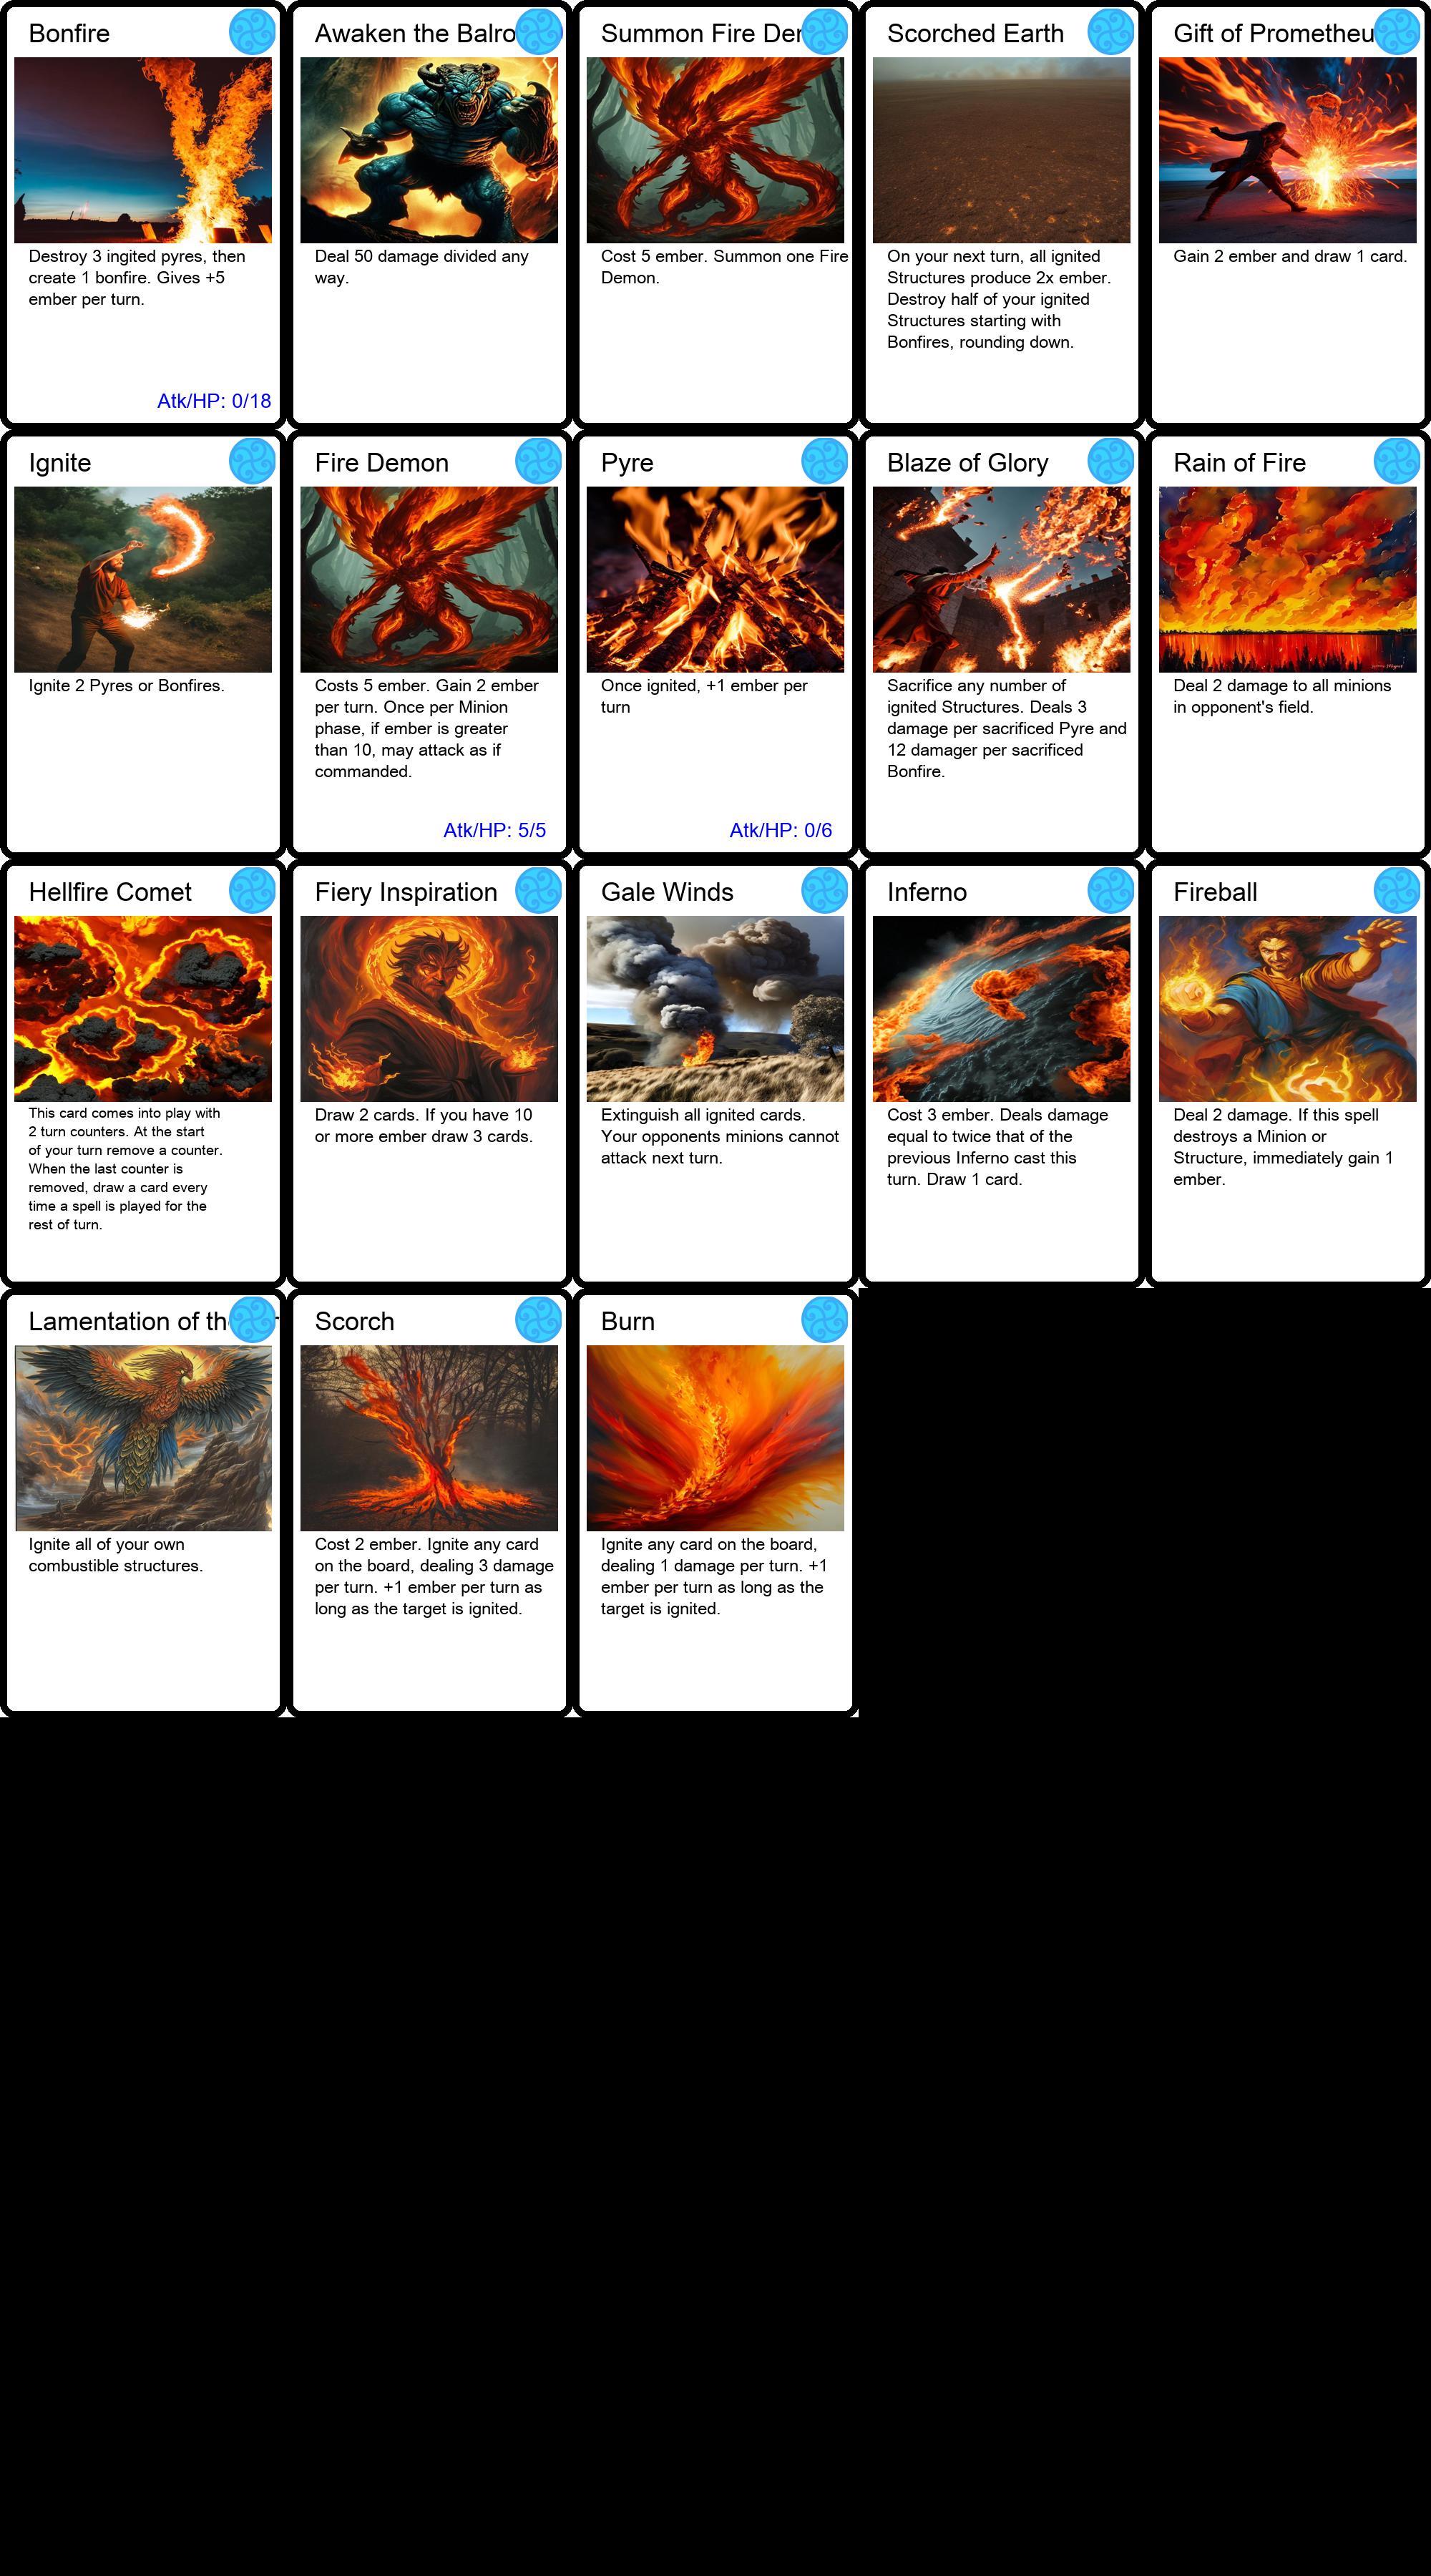 Bonfire
Destroy 3 ingited pyres, then
create 1 bonfire. Gives +5
ember per turn.
Atk/HP: 0/18
Awaken the Balro
Deal 50 damage divided any
way.
Summon Fire Der
Cost 5 ember. Summon one Fire
Demon.
Scorched Earth
On your next turn, all ignited
Structures produce 2x ember.
Destroy half of your ignited
Structures starting with
Bonfires, rounding down.
Gift of Prometheu
Gain 2 ember and draw 1 card.
Ignite
Ignite 2 Pyres or Bonfires.
Fire Demon
Costs 5 ember. Gain 2 ember
per turn. Once per Minion
phase, if ember is greater
than 10, may attack as if
commanded.
Atk/HP: 5/5
Pyre
Once ignited, +1 ember per
turn
Atk/HP: 0/6
Blaze of Glory
Sacrifice any number of
ignited Structures. Deals 3
damage per sacrificed Pyre and
12 damager per sacrificed
Bonfire.
Rain of Fire
Deal 2 damage to all minions
in opponent's field.
Hellfire Comet
This card comes into play with
2 turn counters. At the start
of your turn remove a counter.
When the last counter is
removed, draw a card every
time a spell is played for the
rest of turn.
Fiery Inspiration
Draw 2 cards. If you have 10
or more ember draw 3 cards.
Gale Winds
Extinguish all ignited cards.
Your opponents minions cannot
attack next turn.
Inferno
Cost 3 ember. Deals damage
equal to twice that of the
previous Inferno cast this
turn. Draw 1 card.
Fireball
Deal 2 damage. If this spell
destroys a Minion or
Structure, immediately gain 1
ember.
Lamentation of th
Ignite all of your own
combustible structures.
Scorch
Cost 2 ember. Ignite any card
on the board, dealing 3 damage
per turn. +1 ember per turn as
long as the target is ignited.
Burn
Ignite any card on the board,
dealing 1 damage per turn. +1
ember per turn as long as the
target is ignited.